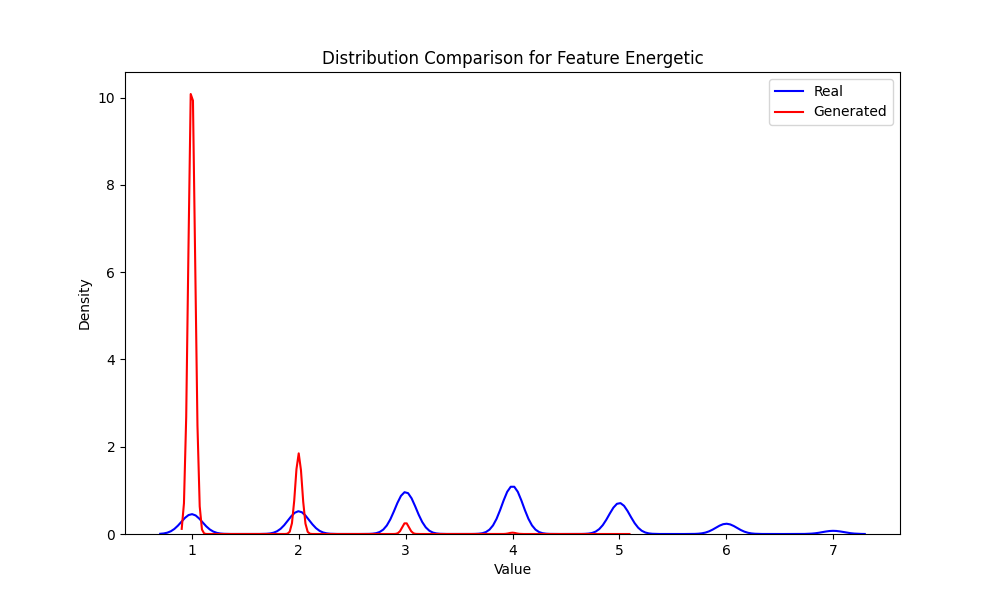 Distribution Comparison for Feature Energetic
Real
Generated
10
8
6
4
2
0
Density
1 2 3 4 5 6 7
Value